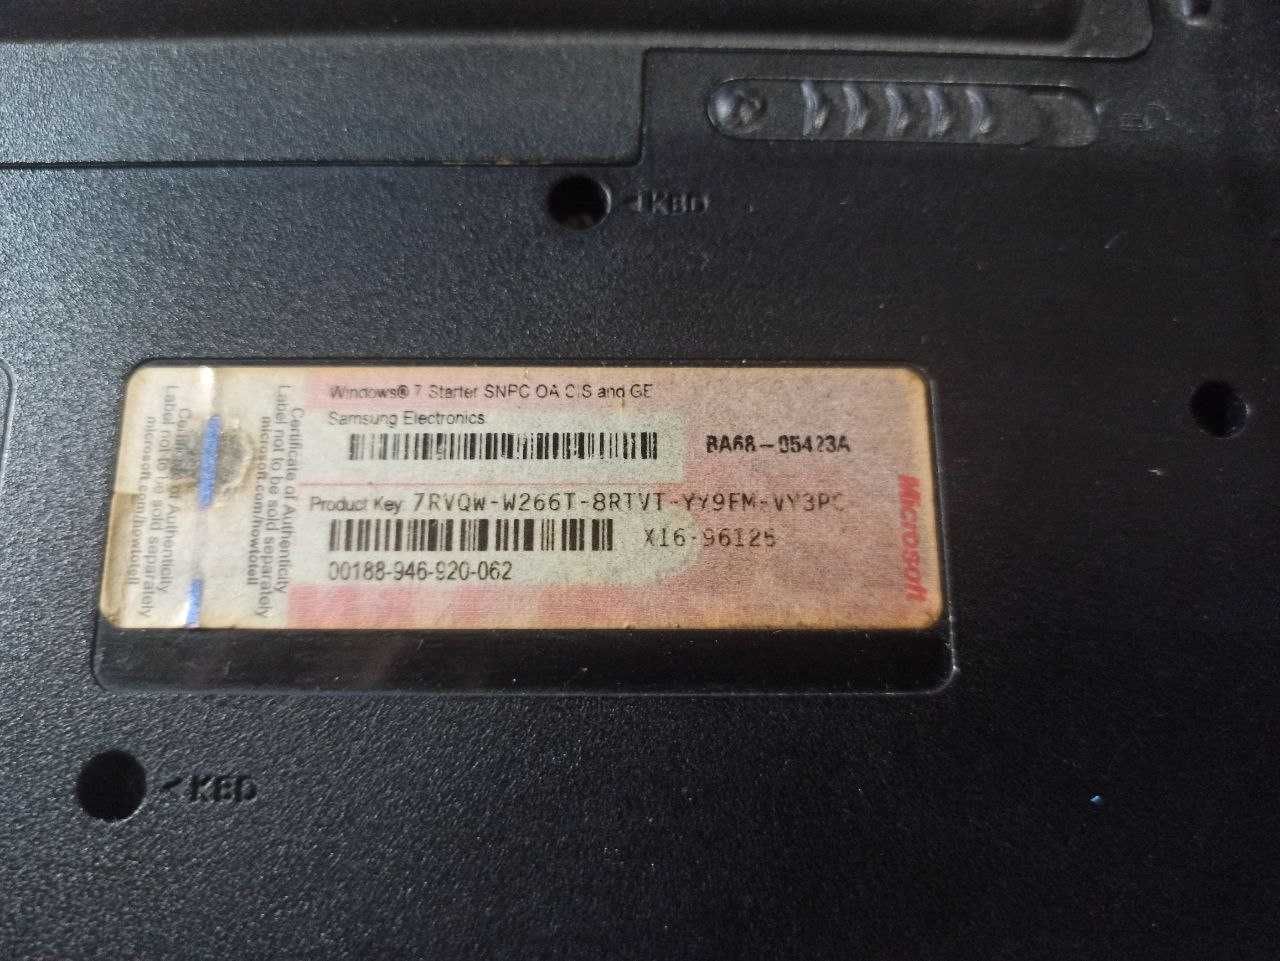 KBD
Windows® 7 Starter SNPC OA CIS and GE
Samsung Electronics
BA68-05423A
Product Key: 7RVQW-W266T-8RTVT-YY9FM-VY3PC
X16-96125
00188-946-920-062
Microsoft
Certificate of Authenticity
Label not to be sold separately
microsoft.com/howtotell
of Authenticity
Label not to be sold separately
microsoft.com/howtotell
KBD